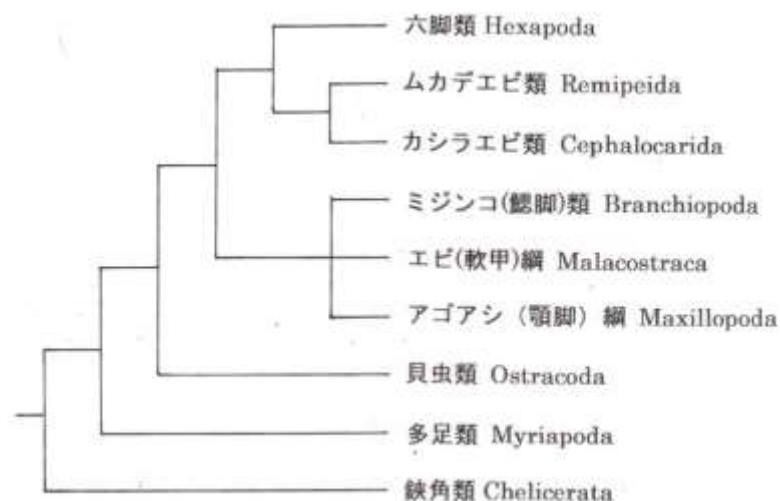 六脚類 Hexapoda
ムカデエビ類 Remipeida
カシラエビ類 Cephalocarida
ミジンコ(鰓脚)類 Branchiopoda
エビ(軟甲)綱 Malacostraca
アゴアシ（顎脚）綱 Maxillopoda
貝虫類 Ostracoda
多足類 Myriapoda
鋏角類 Chelicerata